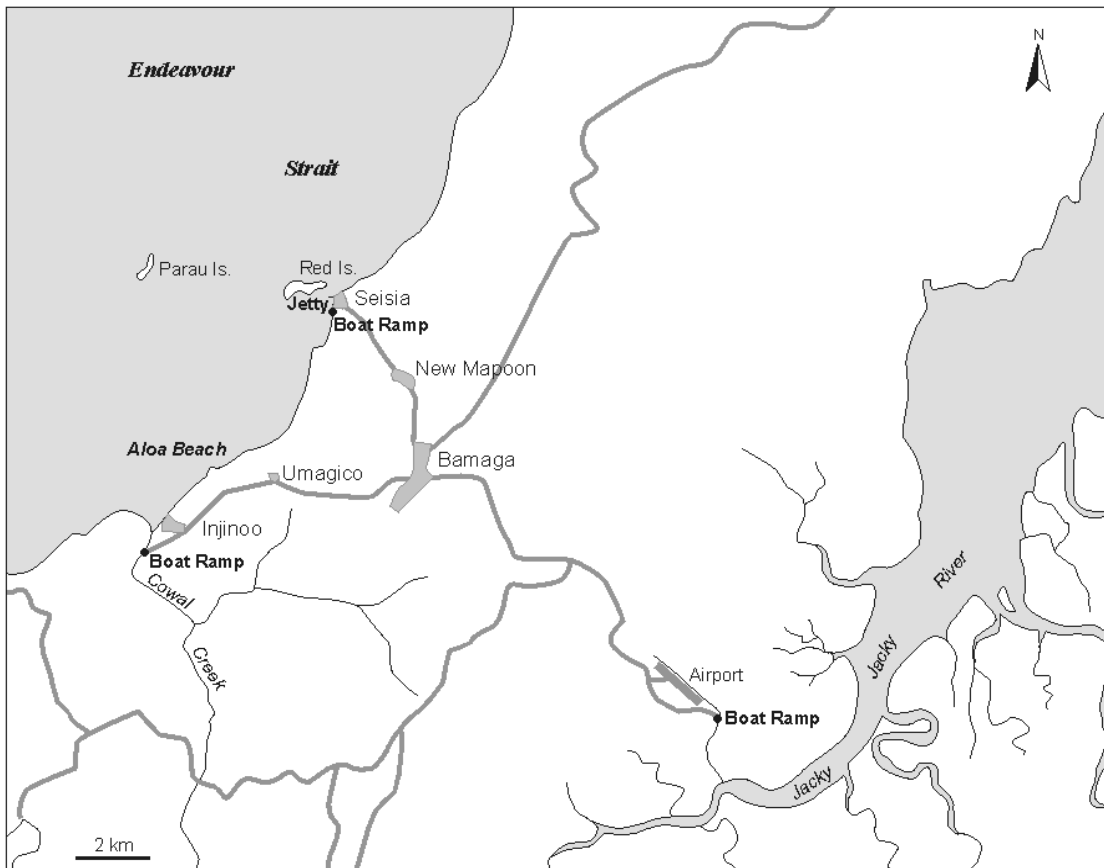 N
Endeavour
Strait
Parau Is.
Red Is.
Jetty
Seisia
Boat Ramp
New Mapoon
Aloa Beach
Bamaga
Umagico
Injinoo
Boat Ramp
Cowal
Creek
River
Jacky
Airport
Boat Ramp
Jacky
2 km